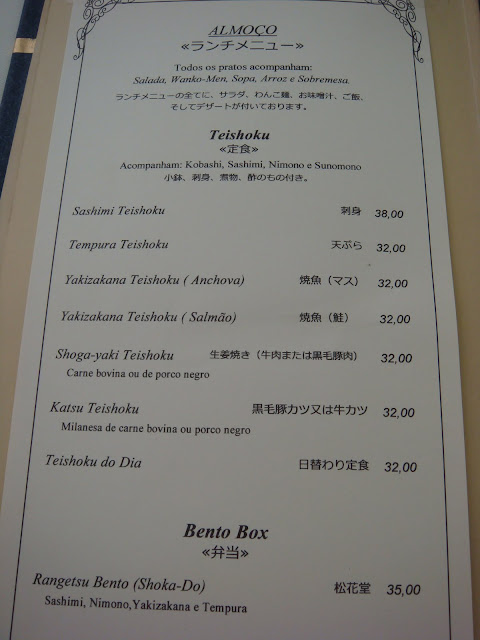 ALMOÇO
«ランチメニュー»
Todos os pratos acompanham:
Salada, Wanko-Men, Sopa, Arroz e Sobremesa.
ランチメニューの全てに、サラダ、わんこ麺、お味噌汁、ご飯、
そしてデザートが付いております。
Teishoku
«定食»
Acompanham: Kobashi, Sashimi, Nimono e Sunomono
小鉢、刺身、煮物、酢のもの付き。
Sashimi Teishoku 刺身 38,00
Tempura Teishoku 天ぷら 32,00
Yakizakana Teishoku ( Anchova) 焼魚（マス） 32,00
Yakizakana Teishoku ( Salmão) 焼魚（鮭） 32,00
Shoga-yaki Teishoku 生姜焼き（牛肉または黒毛豚肉） 32,00
Carne bovina ou de porco negro
Katsu Teishoku 黒毛豚カツ又は牛カツ 32,00
Milanesa de carne bovina ou porco negro
Teishoku do Dia 日替わり定食 32,00
Bento Box
«弁当»
Rangetsu Bento (Shoka-Do) 松花堂 35,00
Sashimi, Nimono,Yakizakana e Tempura